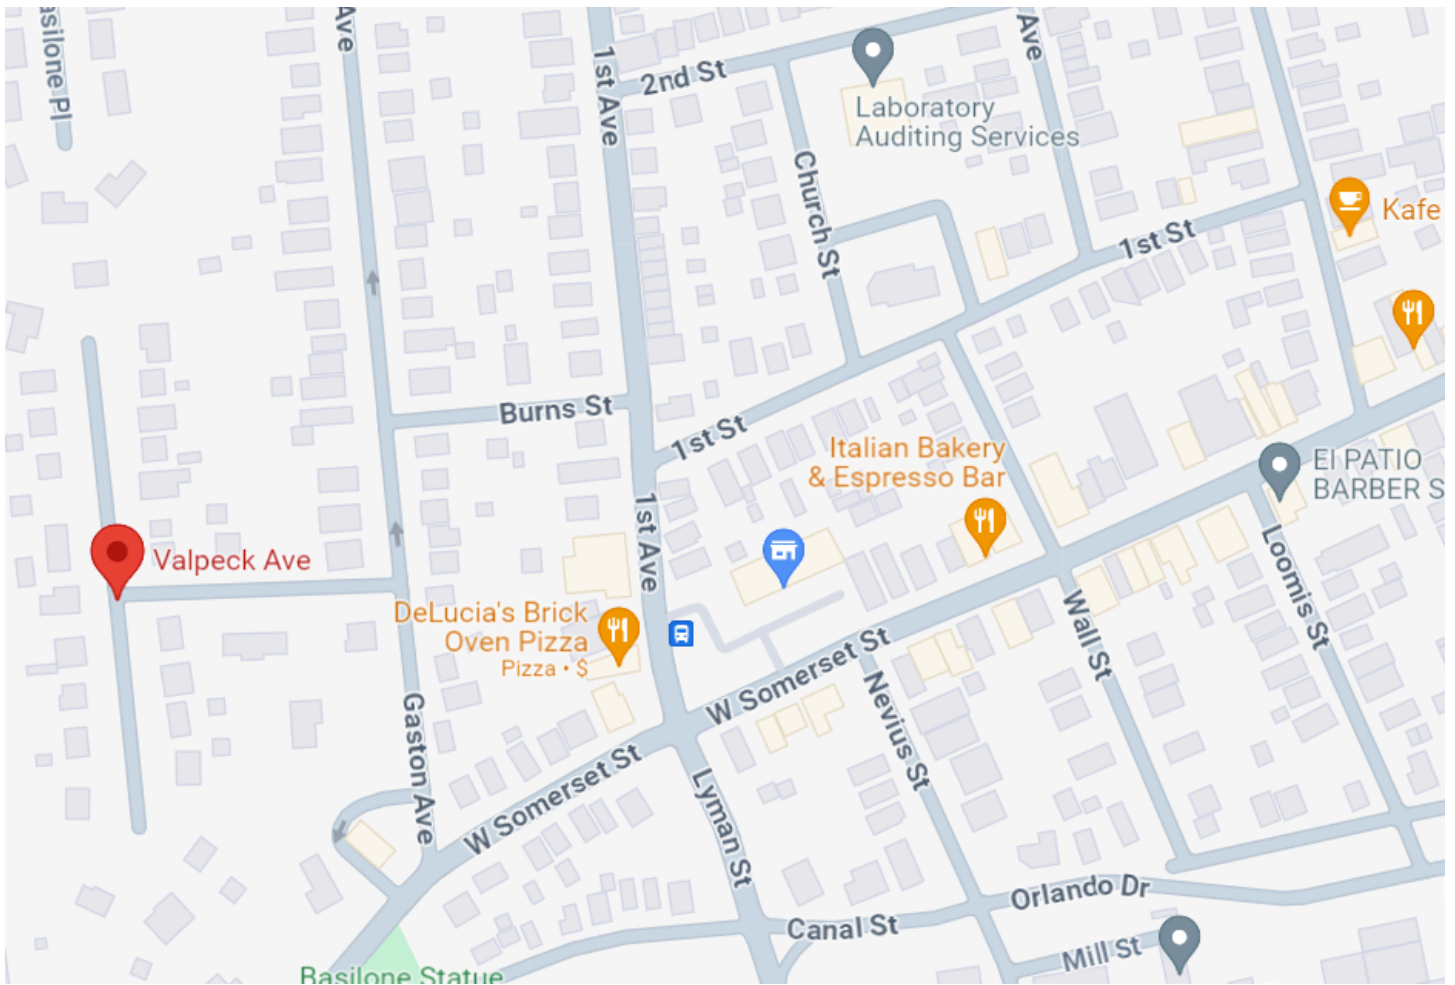 asilone Pl
Ave
1st Ave
2nd St
Ave
Laboratory
Auditing Services
Church St
Kafe
1st St
Burns St
1st St
Italian Bakery
& Espresso Bar
El PATIO
BARBER S
1st Ave
Loomis St
Valpeck Ave
DeLucia's Brick
Oven Pizza
Pizza • $
Wall St
W Somerset St
Nevius St
Gaston Ave
W Somerset St
Lyman St
Orlando Dr
Canal St
Mill St
Basilone Statue